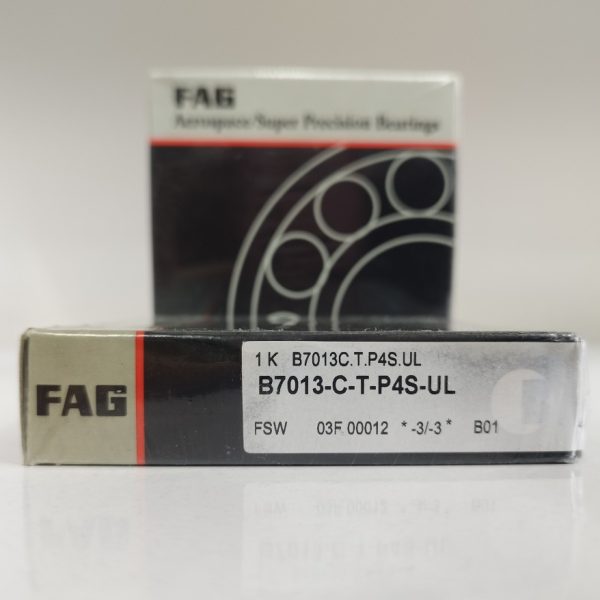 FAG
Aerospace/Super Precision Bearings
FAG
1 K B7013C.T.P4S.UL
B7013-C-T-P4S-UL
FSW 03F.00012 *-3/-3* B01